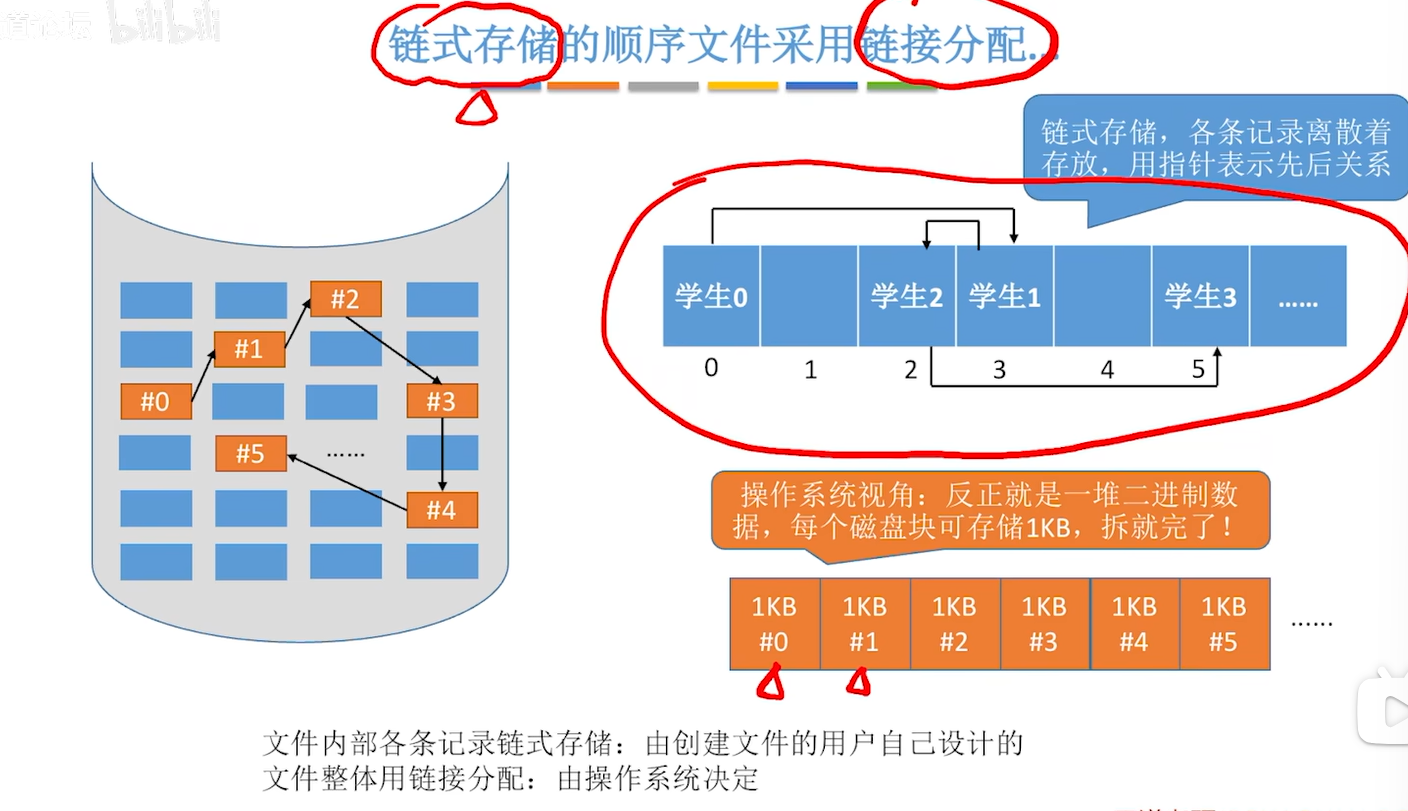 bilibili
链式存储的顺序文件采用链接分配...
链式存储，各条记录离散着
存放，用指针表示先后关系
#2
#1
#0
#3
#5
……
#4
学生0
学生2
学生1
学生3
……
0
1
2
3
4
5
操作系统视角：反正就是一堆二进制数
据，每个磁盘块可存储1KB，拆就完了！
1KB
#0
1KB
#1
1KB
#2
1KB
#3
1KB
#4
1KB
#5
……
文件内部各条记录链式存储：由创建文件的用户自己设计的
文件整体用链接分配：由操作系统决定